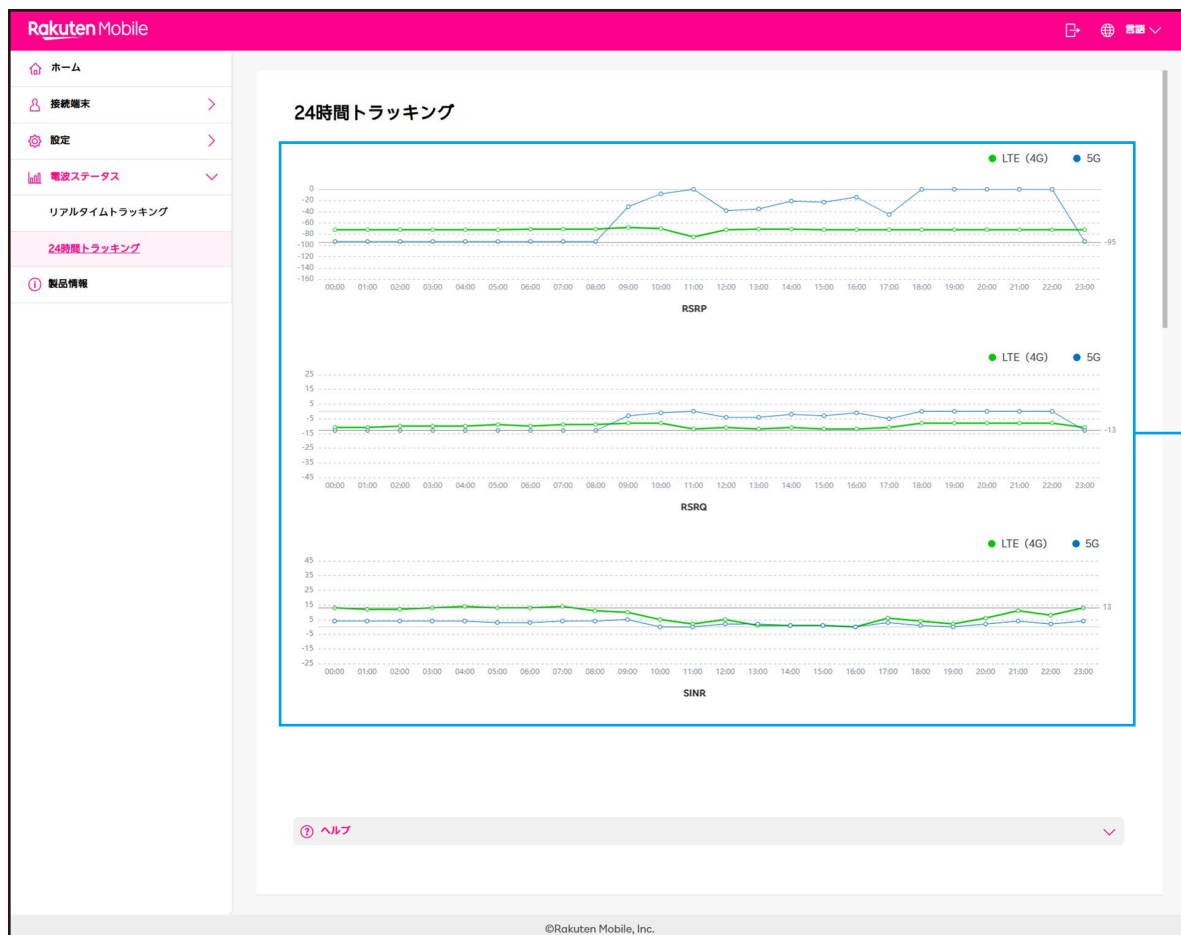 Rakuten Mobile
言語
ホーム
接続端末
設定
電波ステータス
リアルタイムトラッキング
24時間トラッキング
製品情報
24時間トラッキング
LTE (4G) 5G
0
-20
-40
-60
-80
-100
-95
-120
-140
-160
00:00 01:00 02:00 03:00 04:00 05:00 06:00 07:00 08:00 09:00 10:00 11:00 12:00 13:00 14:00 15:00 16:00 17:00 18:00 19:00 20:00 21:00 22:00 23:00
RSRP
LTE (4G) 5G
25
15
5
-5
-15
-13
-25
-35
-45
00:00 01:00 02:00 03:00 04:00 05:00 06:00 07:00 08:00 09:00 10:00 11:00 12:00 13:00 14:00 15:00 16:00 17:00 18:00 19:00 20:00 21:00 22:00 23:00
RSRQ
LTE (4G) 5G
45
35
25
15
13
5
-5
-15
-25
00:00 01:00 02:00 03:00 04:00 05:00 06:00 07:00 08:00 09:00 10:00 11:00 12:00 13:00 14:00 15:00 16:00 17:00 18:00 19:00 20:00 21:00 22:00 23:00
SINR
ヘルプ
©Rakuten Mobile, Inc.